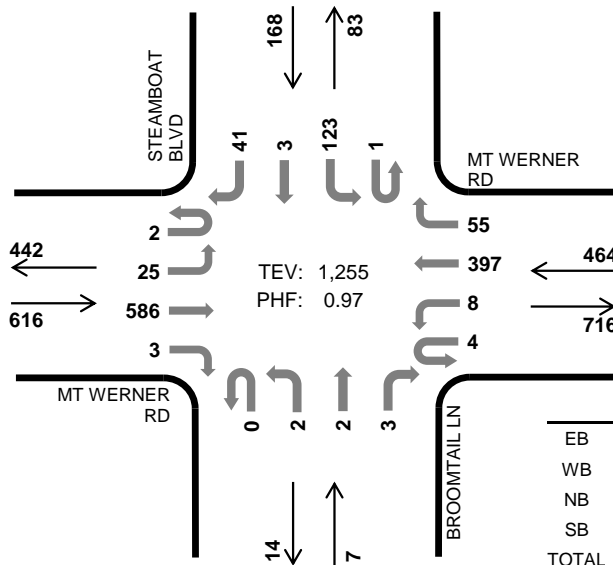 168
83
STEAMBOAT
BLVD
41
3
123
1
MT WERNER
RD
2
55
442
25
TEV: 1,255
397
464
616
586
PHF: 0.97
8
716
3
4
MT WERNER
RD
0
2
2
3
BROOMTAIL LN
EB
WB
NB
SB
TOTAL
14
7